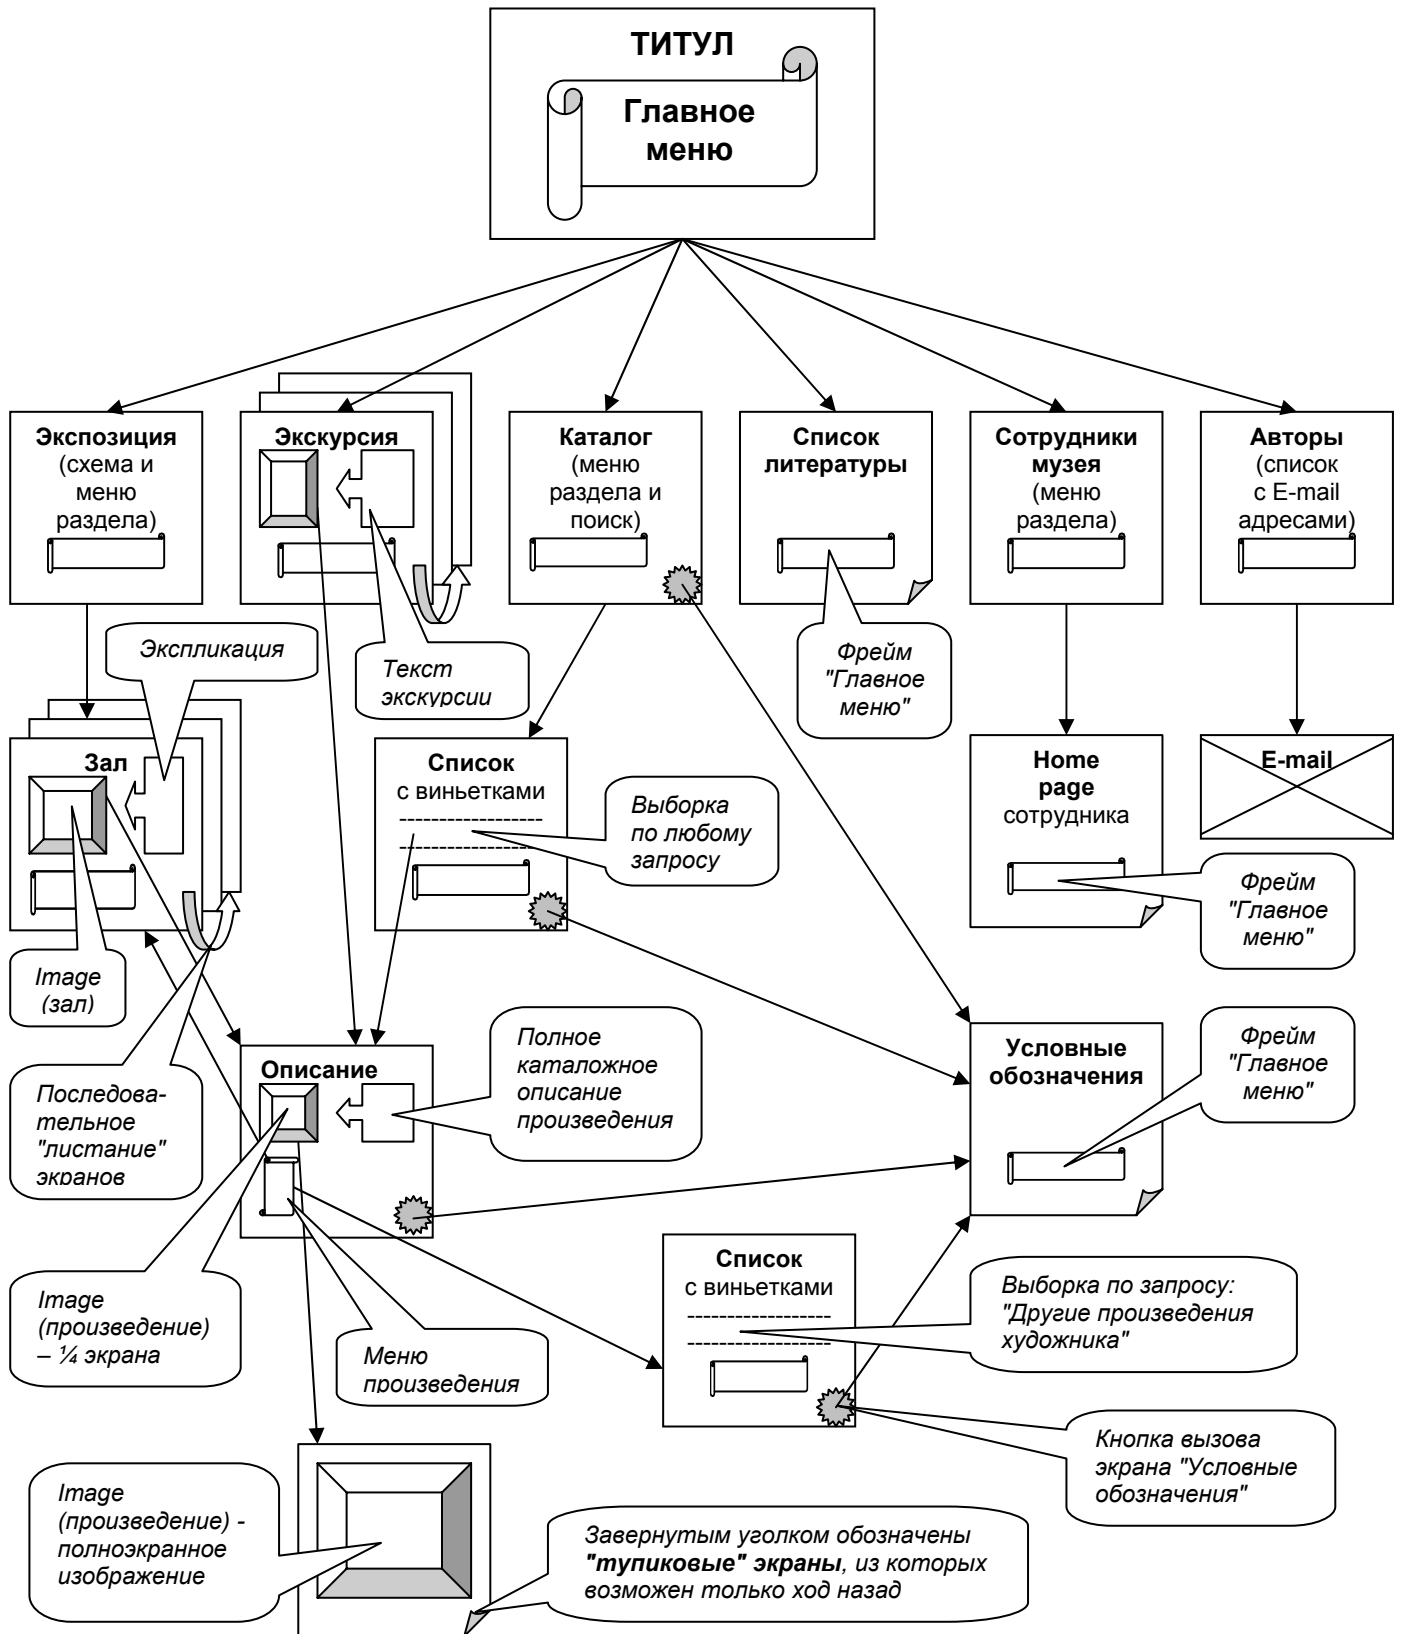 ТИТУЛ
Главное
меню
Экспозиция
(схема и
меню
раздела)
Экскурсия
Каталог
(меню
раздела и
поиск)
Список
литературы
Сотрудники
музея
(меню
раздела)
Авторы
(список
с E-mail
адресами)
Экспликация
Текст
экскурсии
Фрейм
"Главное
меню"
Зал
Список
с виньетками
Выборка
по любому
запросу
Home
page
сотрудника
E-mail
Фрейм
"Главное
меню"
Image
(зал)
Последова-
тельное
"листание"
экранов
Описание
Полное
каталожное
описание
произведения
Условные
обозначения
Фрейм
"Главное
меню"
Image
(произведение)
– ¼ экрана
Меню
произведения
Список
с виньетками
Выборка по запросу:
"Другие произведения
художника"
Кнопка вызова
экрана "Условные
обозначения"
Image
(произведение) -
полноэкранное
изображение
Завернутым уголком обозначены
"тупиковые" экраны, из которых
возможен только ход назад